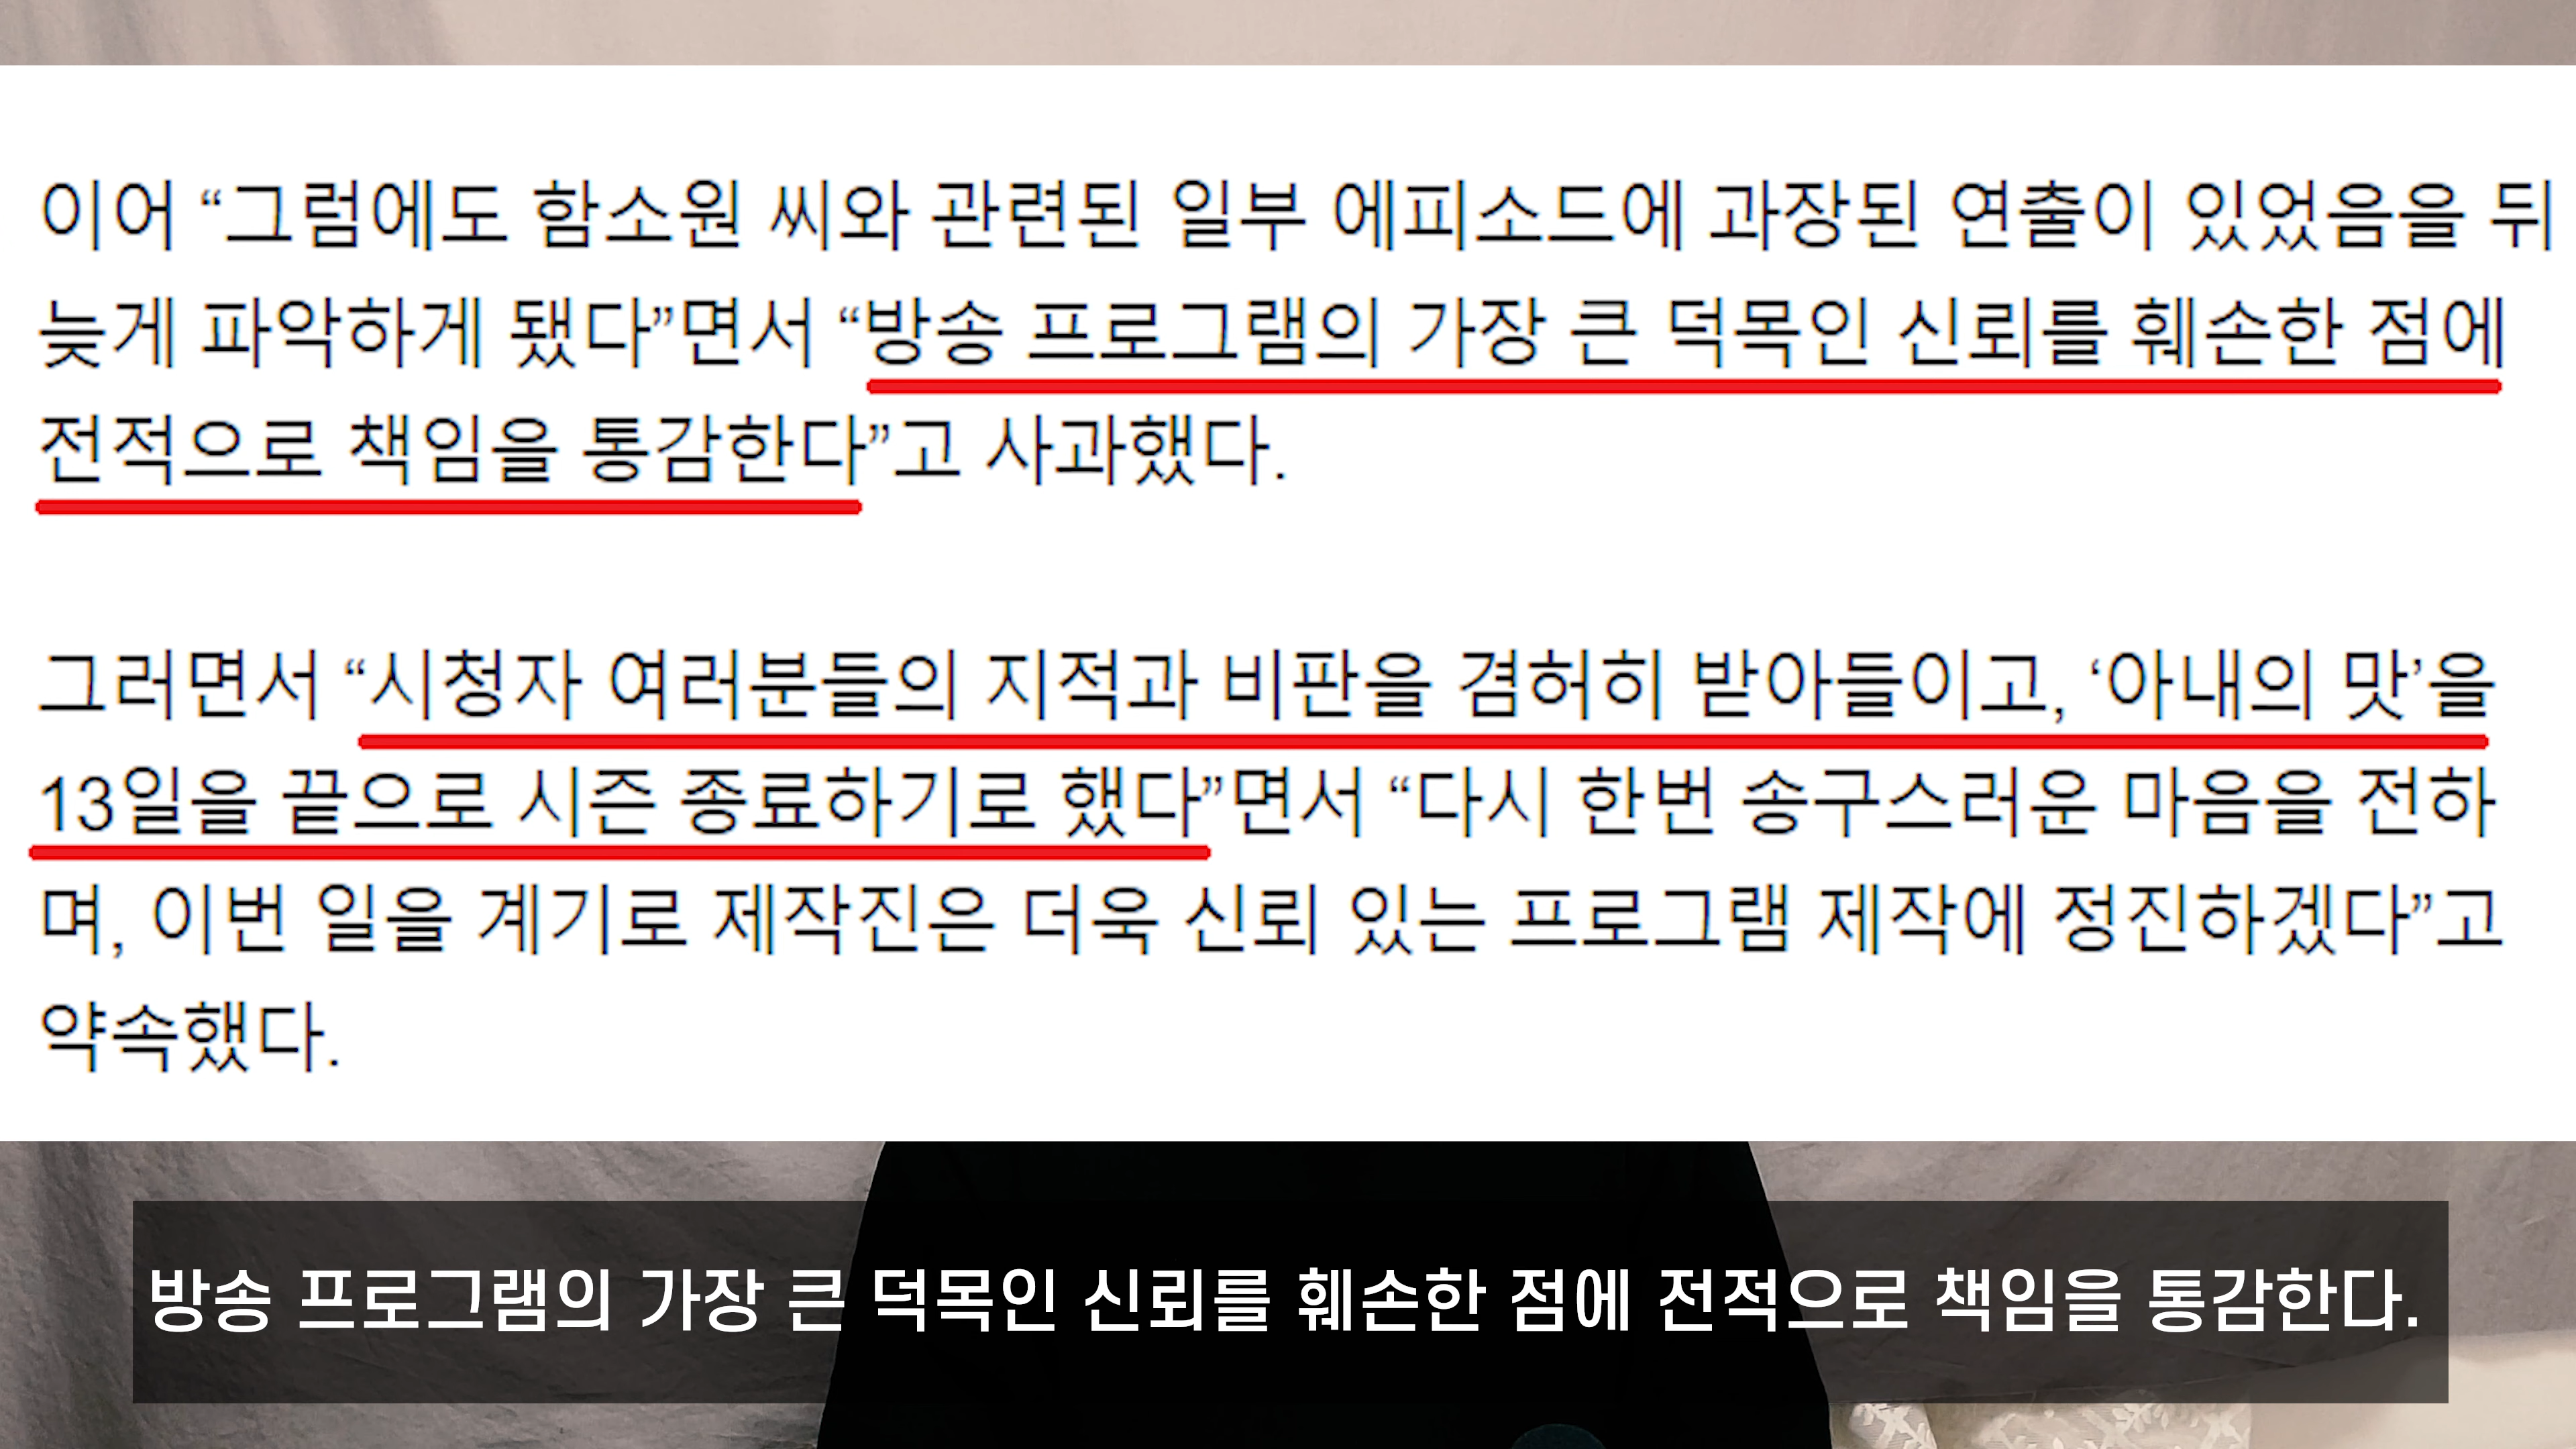 이어 “그럼에도 함소원 씨와 관련된 일부 에피소드에 과장된 연출이 있었음을 뒤
늦게 파악하게 됐다”면서 “방송 프로그램의 가장 큰 덕목인 신뢰를 훼손한 점에
전적으로 책임을 통감한다”고 사과했다.
그러면서 “시청자 여러분들의 지적과 비판을 겸허히 받아들이고, ‘아내의 맛’을
13일을 끝으로 시즌 종료하기로 했다”면서 “다시 한번 송구스러운 마음을 전하
며, 이번 일을 계기로 제작진은 더욱 신뢰 있는 프로그램 제작에 정진하겠다”고
약속했다.
방송 프로그램의 가장 큰 덕목인 신뢰를 훼손한 점에 전적으로 책임을 통감한다.